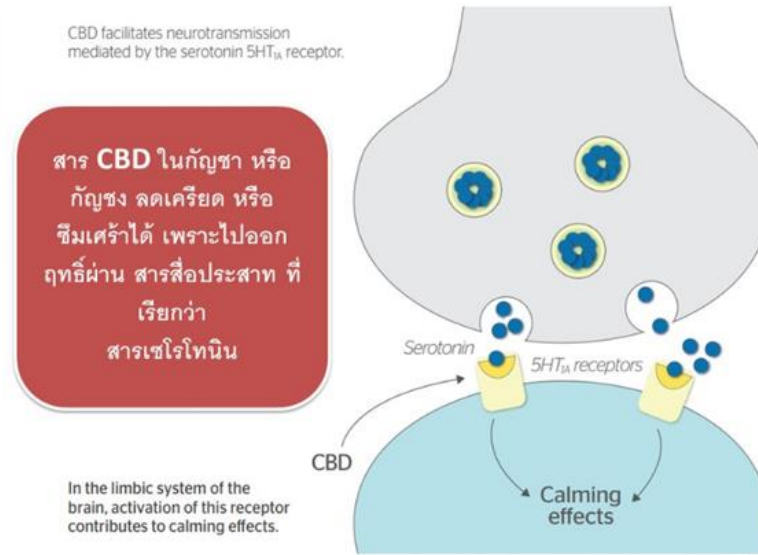 CBD facilitates neurotransmission
mediated by the serotonin 5HT₁ₐ receptor.
สาร CBD ในกัญชา หรือ
กัญชง ลดเครียด หรือ
ซึมเศร้าได้ เพราะไปออก
ฤทธิ์ผ่าน สารสื่อประสาท ที่
เรียกว่า
สารเซโรโทนิน
Serotonin
5HT₁ₐ receptors
CBD
Calming
effects
In the limbic system of the
brain, activation of this receptor
contributes to calming effects.